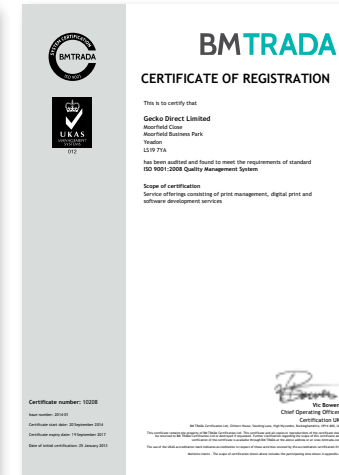 SYSTEM CERTIFICATION
BMTRADA
ISO 9001
UKAS
MANAGEMENT
SYSTEMS
012
BMTRADA
CERTIFICATE OF REGISTRATION
This is to certify that
Gecko Direct Limited
Moorfield Close
Moorfield Business Park
Yeadon
LS19 7YA
has been audited and found to meet the requirements of standard
ISO 9001:2008 Quality Management System
Scope of certification
Service offerings consisting of print management, digital print and
software development services
Vic Bower
Chief Operating Officer
Certification UK
Certificate number: 10208
Issue number: 2014-01
Certificate start date: 20 September 2014
Certificate expiry date: 19 September 2017
Date of initial certification: 25 January 2013